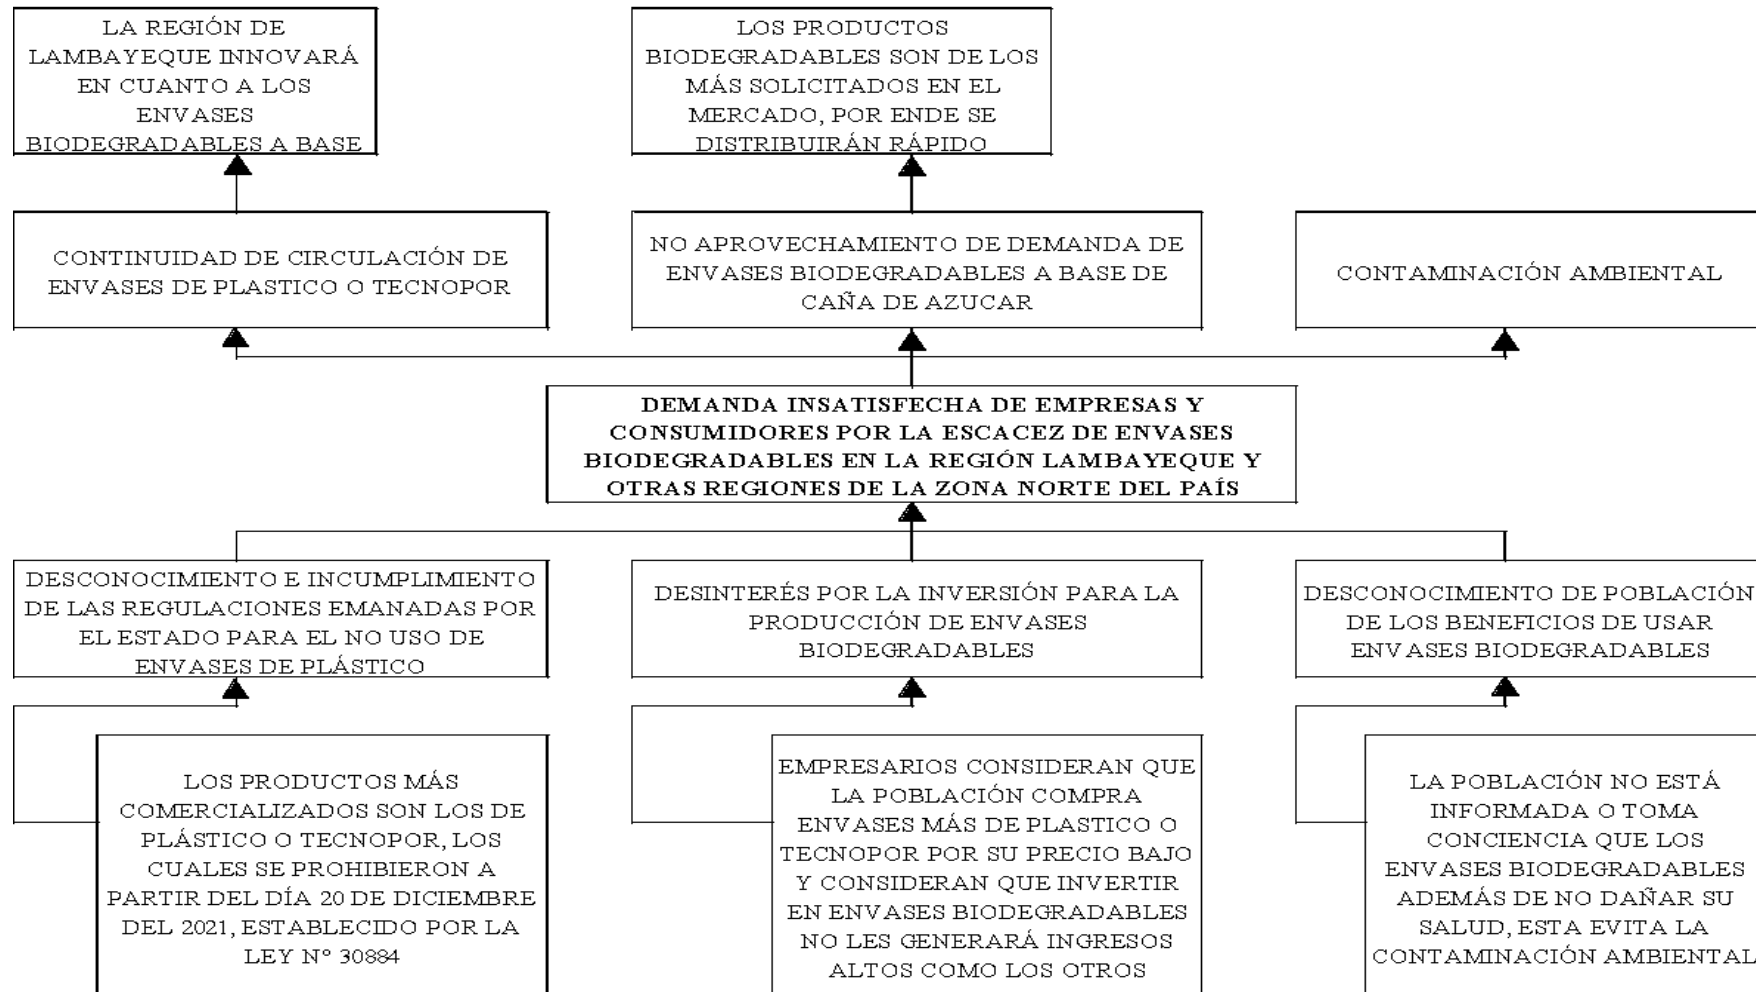 LA REGIÓN DE
LAMBAYEQUE INNOVARÁ
EN CUANTO A LOS
ENVASES
BIODEGRADABLES A BASE
LOS PRODUCTOS
BIODEGRADABLES SON DE LOS
MÁS SOLICITADOS EN EL
MERCADO, POR ENDE SE
DISTRIBUIRÁN RÁPIDO
CONTINUIDAD DE CIRCULACIÓN DE
ENVASES DE PLASTICO O TECNOPOR
NO APROVECHAMIENTO DE DEMANDA DE
ENVASES BIODEGRADABLES A BASE DE
CAÑA DE AZUCAR
CONTAMINACIÓN AMBIENTAL
DEMANDA INSATISFECHA DE EMPRESAS Y
CONSUMIDORES POR LA ESCACEZ DE ENVASES
BIODEGRADABLES EN LA REGIÓN LAMBAYEQUE Y
OTRAS REGIONES DE LA ZONA NORTE DEL PAÍS
DESCONOCIMIENTO E INCUMPLIMIENTO
DE LAS REGULACIONES EMANADAS POR
EL ESTADO PARA EL NO USO DE
ENVASES DE PLÁSTICO
DESINTERÉS POR LA INVERSIÓN PARA LA
PRODUCCIÓN DE ENVASES
BIODEGRADABLES
DESCONOCIMIENTO DE POBLACIÓN
DE LOS BENEFICIOS DE USAR
ENVASES BIODEGRADABLES
LOS PRODUCTOS MÁS
COMERCIALIZADOS SON LOS DE
PLÁSTICO O TECNOPOR, LOS
CUALES SE PROHIBIERON A
PARTIR DEL DÍA 20 DE DICIEMBRE
DEL 2021, ESTABLECIDO POR LA
LEY N° 30884
EMPRESARIOS CONSIDERAN QUE
LA POBLACIÓN COMPRA
ENVASES MÁS DE PLASTICO O
TECNOPOR POR SU PRECIO BAJO
Y CONSIDERAN QUE INVERTIR
EN ENVASES BIODEGRADABLES
NO LES GENERARÁ INGRESOS
ALTOS COMO LOS OTROS
LA POBLACIÓN NO ESTÁ
INFORMADA O TOMA
CONCIENCIA QUE LOS
ENVASES BIODEGRADABLES
ADEMÁS DE NO DAÑAR SU
SALUD, ESTA EVITA LA
CONTAMINACIÓN AMBIENTAL